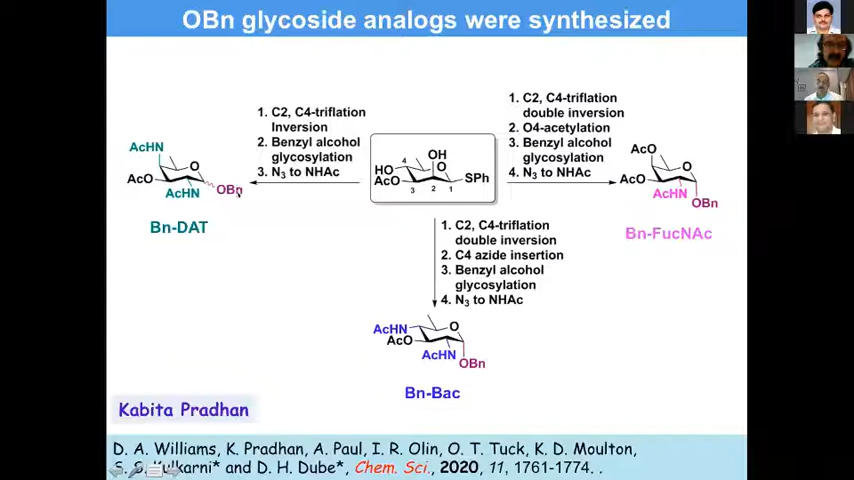 OBn glycoside analogs were synthesized
1. C2, C4-triflation
Inversion
2. Benzyl alcohol
glycosylation
3. N3 to NHAc
AcHN
O
AcO
AcHN
OBn
Bn-DAT
OH
4
O
HO
AcO
SPh
3
2
1
1. C2, C4-triflation
double inversion
2. O4-acetylation
3. Benzyl alcohol
glycosylation
4. N3 to NHAc
AcO
O
AcO
AcHN
OBn
Bn-FucNAc
1. C2, C4-triflation
double inversion
2. C4 azide insertion
3. Benzyl alcohol
glycosylation
4. N3 to NHAc
AcHN
O
AcO
AcHN
OBn
Bn-Bac
Kabita Pradhan
D. A. Williams, K. Pradhan, A. Paul, I. R. Olin, O. T. Tuck, K. D. Moulton,
S. S. Kulkarni* and D. H. Dube*, Chem. Sci., 2020, 11, 1761-1774. .